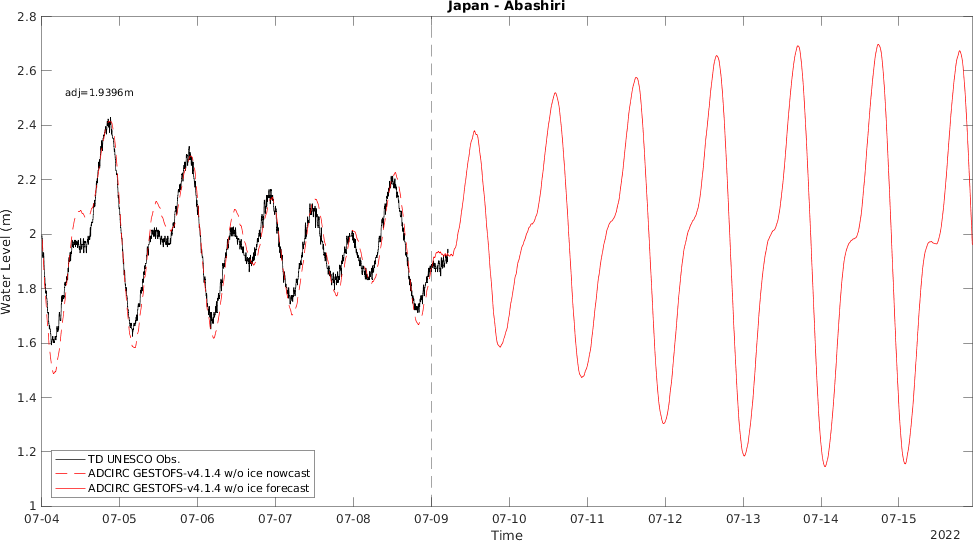 Japan - Abashiri
2.8
2.6
2.4
2.2
2
1.8
1.6
1.4
1.2
1
Water Level (m)
adj=1.9396m
TD UNESCO Obs.
ADCIRC GESTOFS-v4.1.4 w/o ice nowcast
ADCIRC GESTOFS-v4.1.4 w/o ice forecast
07-04 07-05 07-06 07-07 07-08 07-09 07-10 07-11 07-12 07-13 07-14 07-15
Time
2022